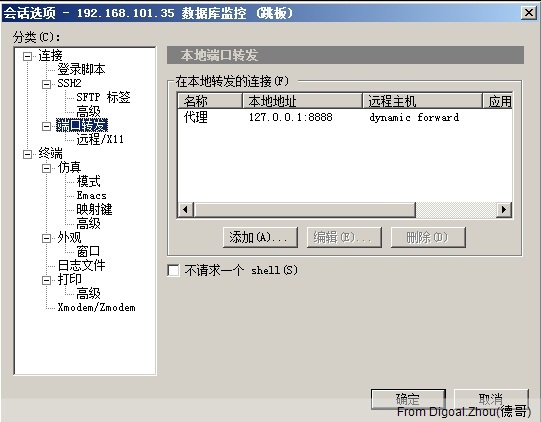 会话选项 - 192.168.101.35 数据库监控 (跳板)
分类(C):
连接
登录脚本
SSH2
SFTP 标签
高级
端口转发
远程/X11
终端
仿真
模式
Emacs
映射键
高级
外观
窗口
日志文件
打印
高级
Xmodem/Zmodem
本地端口转发
在本地转发的连接(F)
名称 本地地址 远程主机 应用
代理 127.0.0.1:8888 dynamic forward
添加(A)... 编辑(E)... 删除(D)
不请求一个 shell(S)
确定 取消
From Digoal.Zhou(德哥)